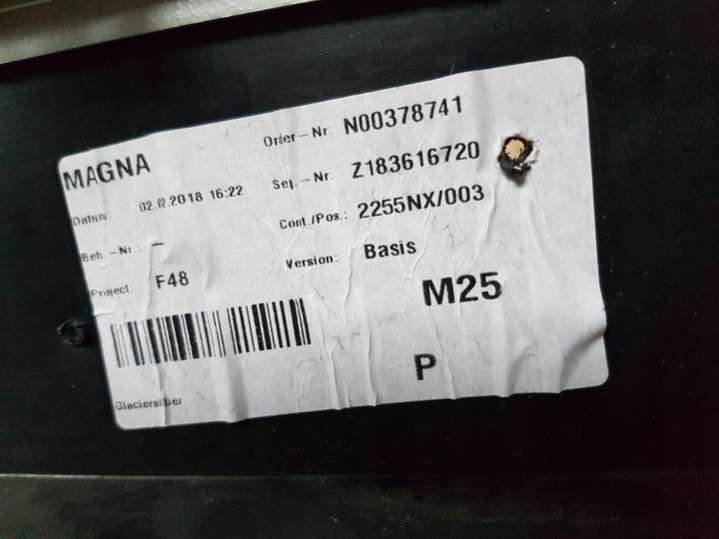 MAGNA
Order-Nr: N00378741
Datum: 02.02.2018 16:22
Seq.-Nr: Z183616720
Beh.-Nr.: -
Cont./Pos.: 2255NX/003
Project: F48
Version: Basis
M25
P
Glaciersilber